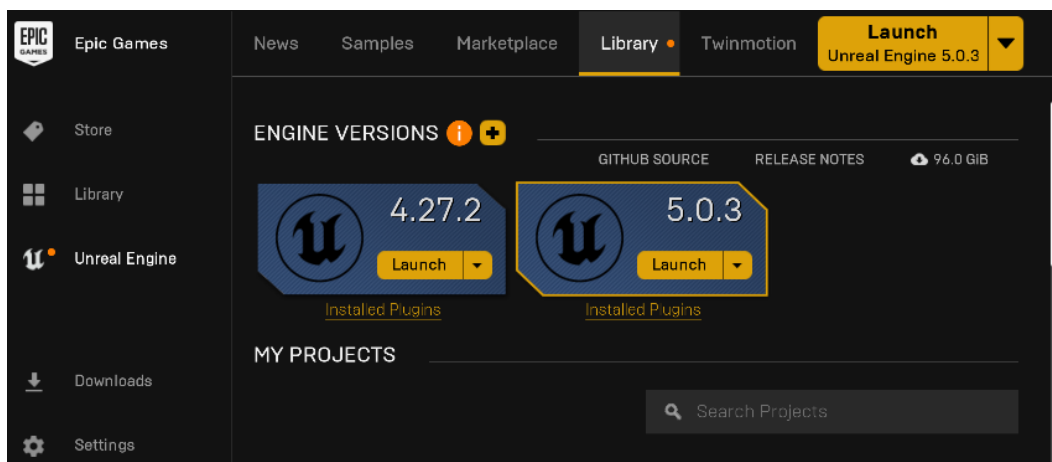 EPIC
GAMES
Epic Games
Store
Library
Unreal Engine
Downloads
Settings
News Samples Marketplace Library Twinmotion
Launch
Unreal Engine 5.0.3
ENGINE VERSIONS
GITHUB SOURCE RELEASE NOTES 96.0 GiB
4.27.2
Launch
Installed Plugins
5.0.3
Launch
Installed Plugins
MY PROJECTS
Search Projects